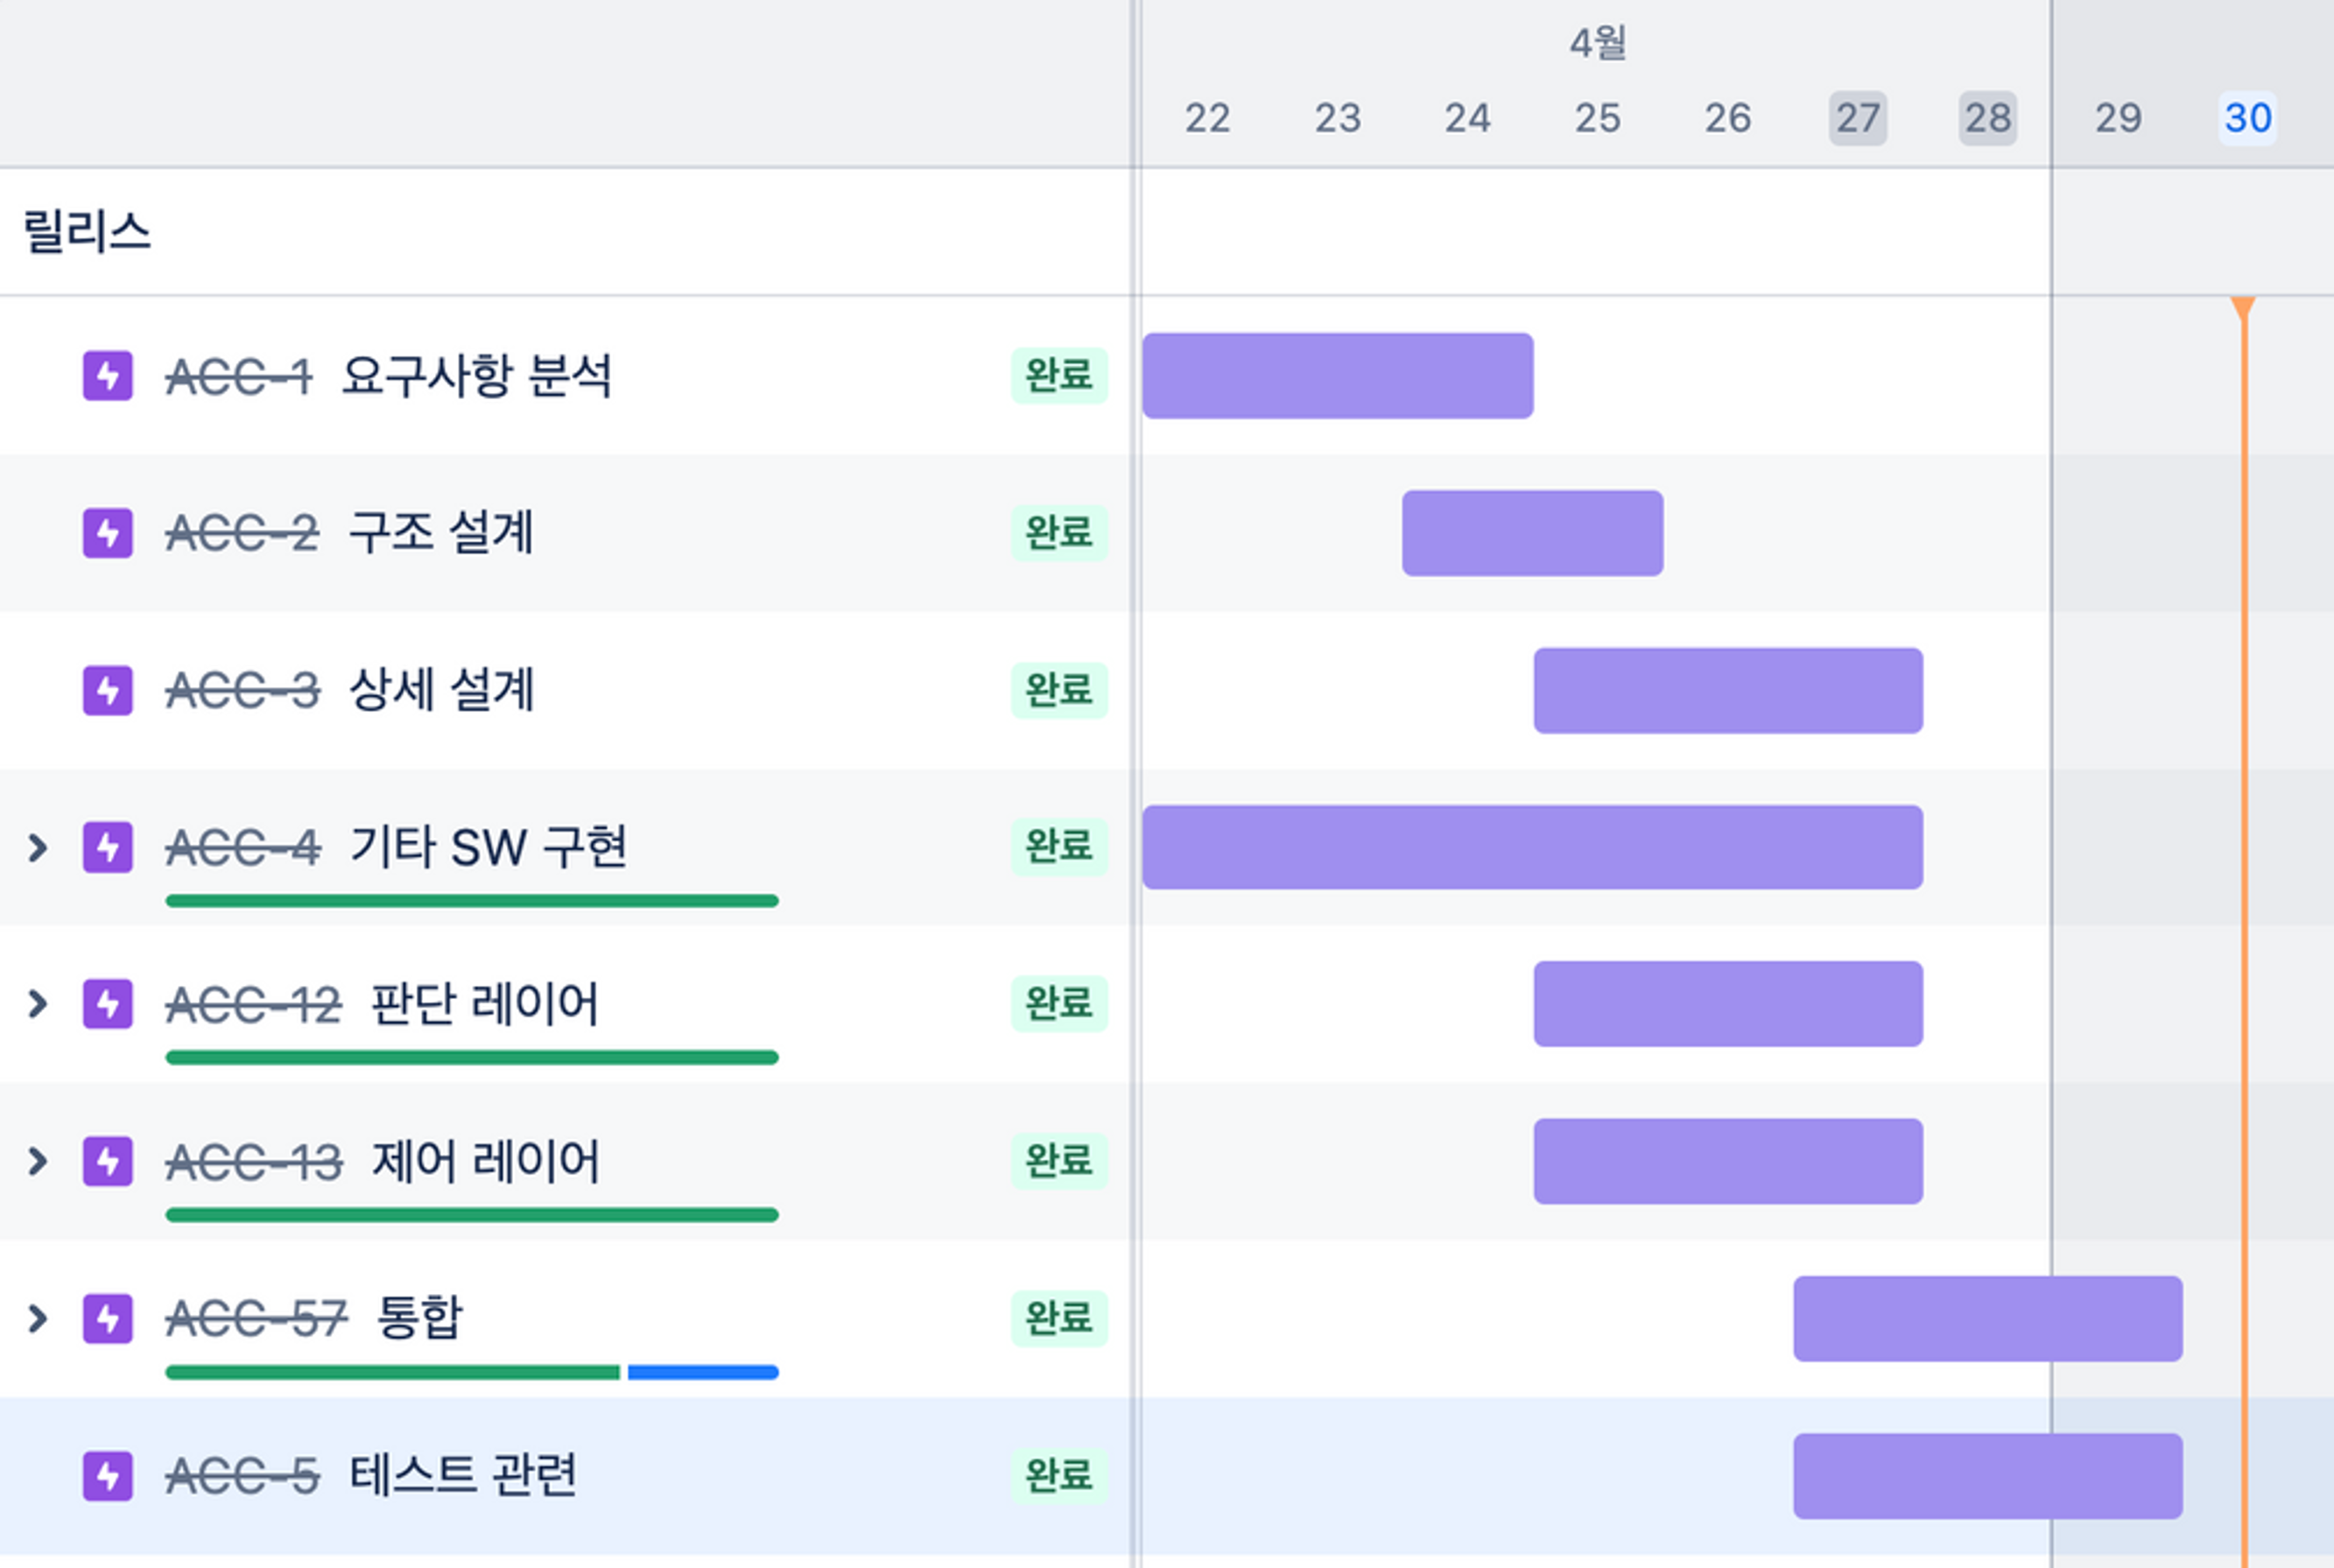 4월
22 23 24 25 26 27 28 29 30
릴리스
ACC-1 요구사항 분석 완료
ACC-2 구조 설계 완료
ACC-3 상세 설계 완료
ACC-4 기타 SW 구현 완료
ACC-12 판단 레이어 완료
ACC-13 제어 레이어 완료
ACC-57 통합 완료
ACC-5 테스트 관련 완료